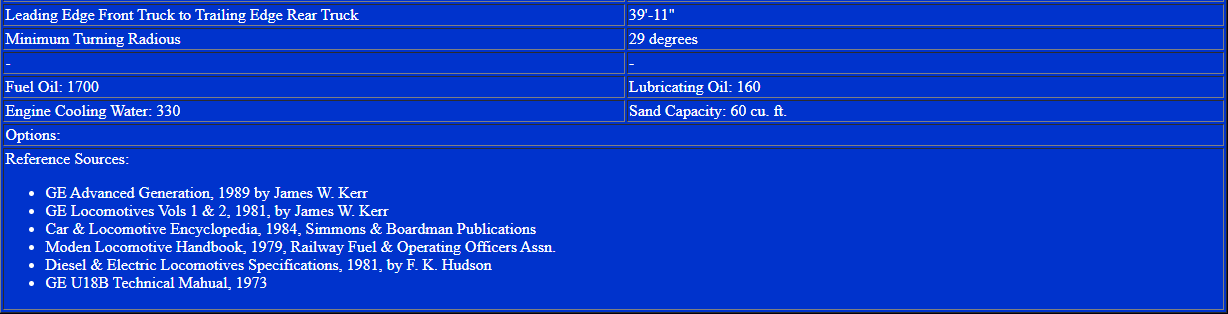 Leading Edge Front Truck to Trailing Edge Rear Truck 39'-11"
Minimum Turning Radious 29 degrees
- -
Fuel Oil: 1700 Lubricating Oil: 160
Engine Cooling Water: 330 Sand Capacity: 60 cu. ft.
Options:
Reference Sources:
• GE Advanced Generation, 1989 by James W. Kerr
• GE Locomotives Vols 1 & 2, 1981, by James W. Kerr
• Car & Locomotive Encyclopedia, 1984, Simmons & Boardman Publications
• Moden Locomotive Handbook, 1979, Railway Fuel & Operating Officers Assn.
• Diesel & Electric Locomotives Specifications, 1981, by F. K. Hudson
• GE U18B Technical Mahual, 1973